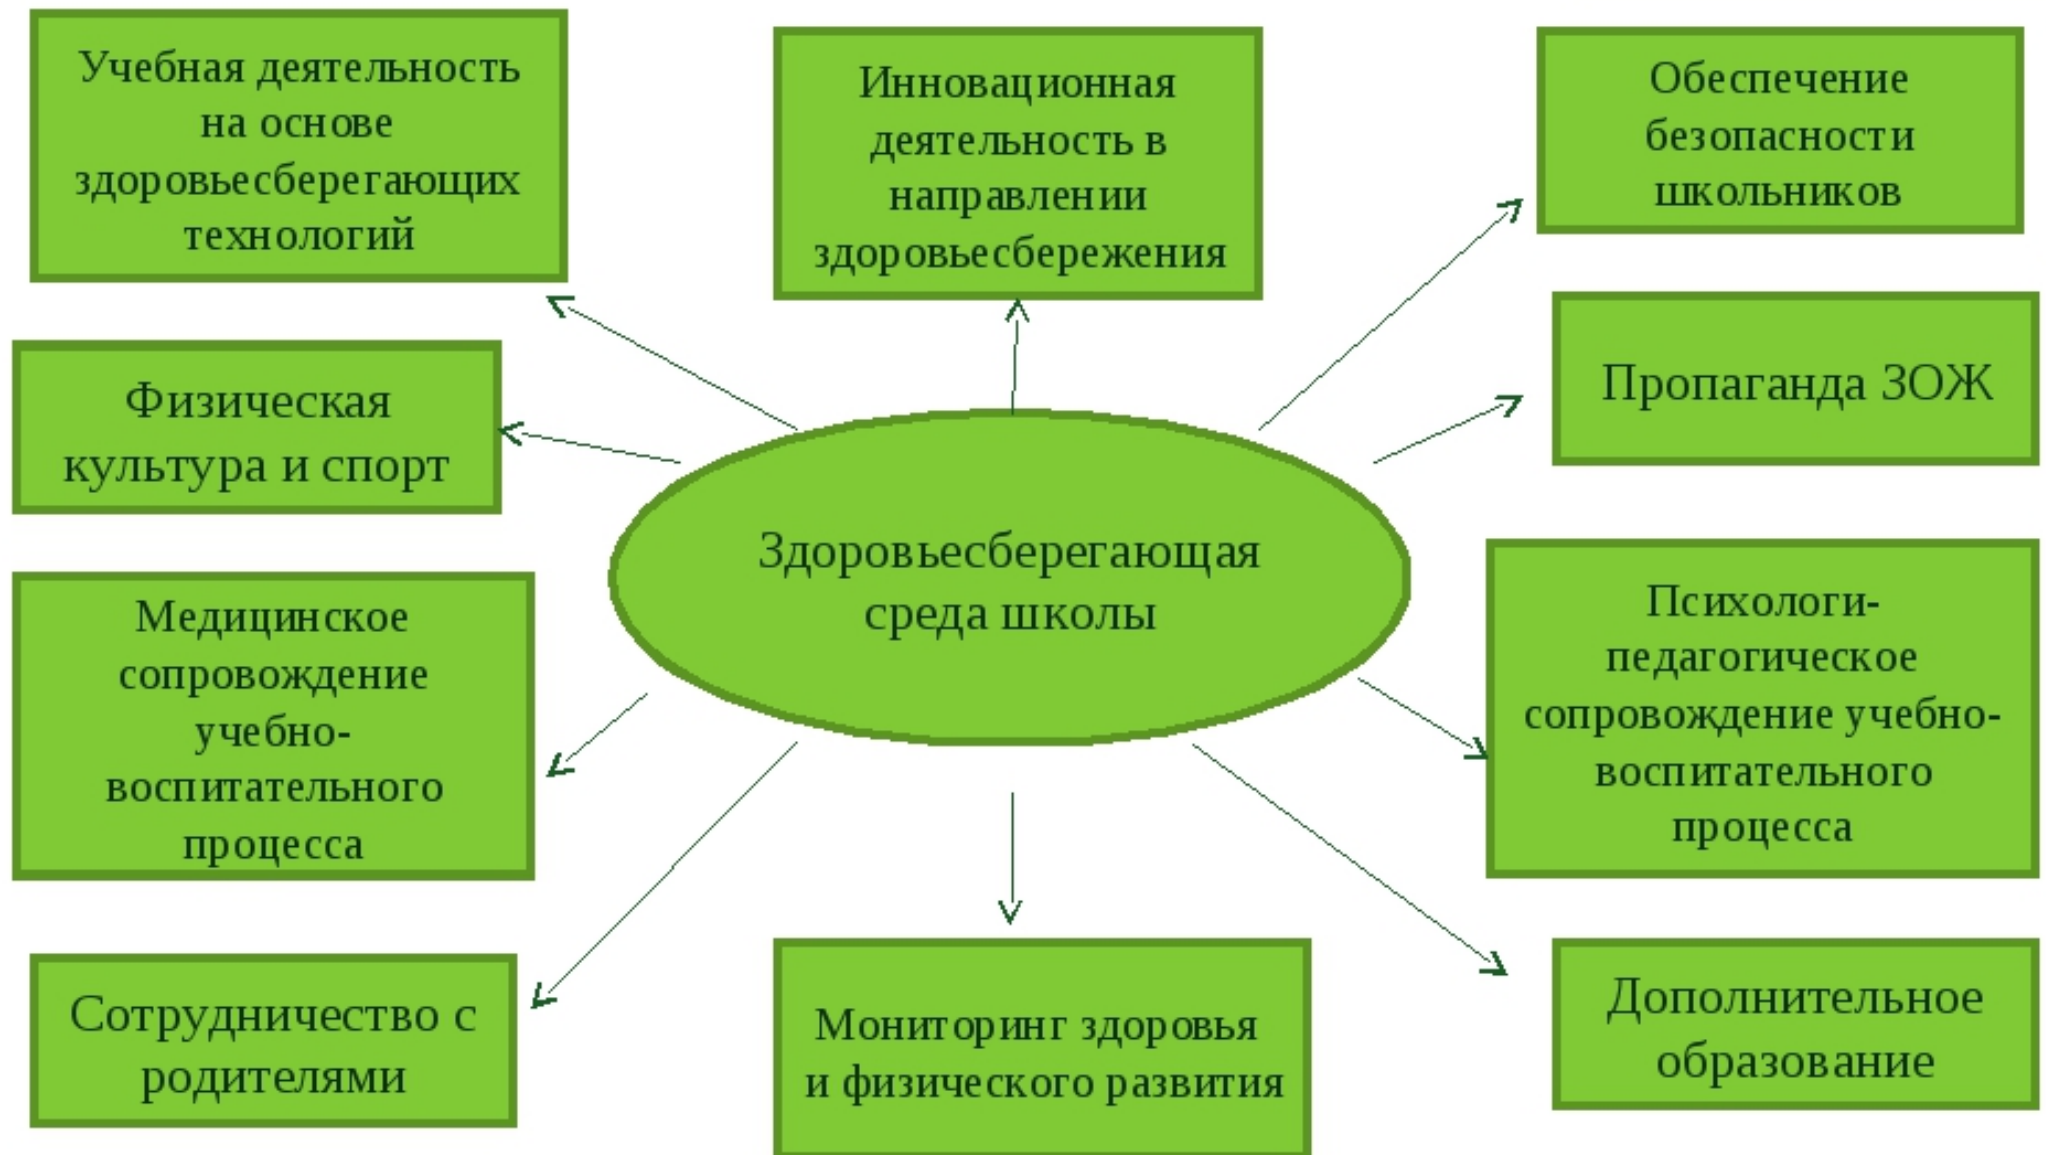 Учебная деятельность
на основе
здоровьесберегающих
технологий
Инновационная
деятельность в
направлении
здоровьесбережения
Обеспечение
безопасности
школьников
Физическая
культура и спорт
Пропаганда ЗОЖ
Здоровьесберегающая
среда школы
Медицинское
сопровождение
учебно-
воспитательного
процесса
Психологи-
педагогическое
сопровождение учебно-
воспитательного
процесса
Сотрудничество с
родителями
Мониторинг здоровья
и физического развития
Дополнительное
образование